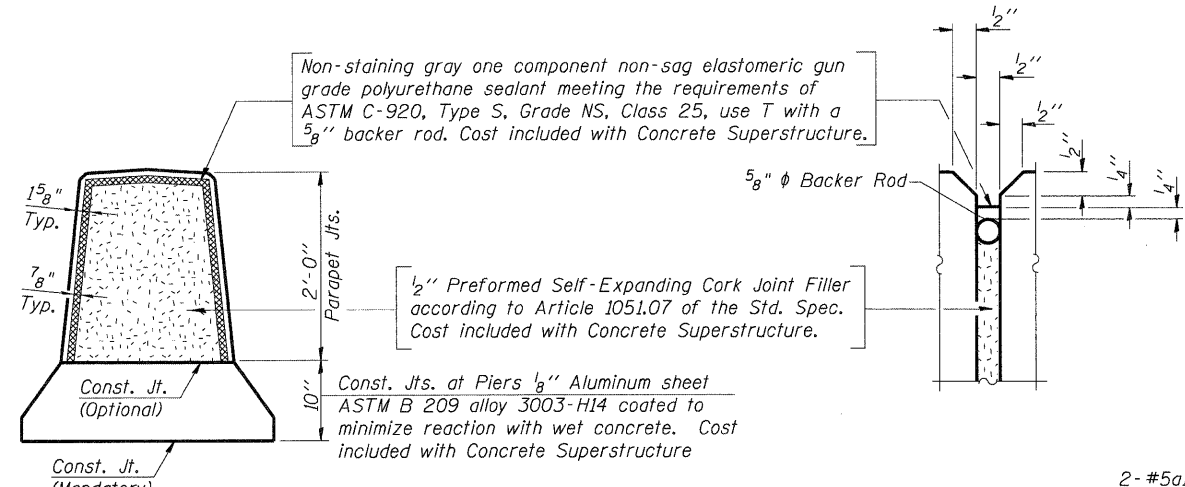 Non-staining gray one component non-sag elastomeric gun
grade polyurethane sealant meeting the requirements of
ASTM C-920, Type S, Grade NS, Class 25, use T with a
5/8" backer rod. Cost included with Concrete Superstructure.
1/2"
1/2"
1/2"
1/2"
1/4"
1/4"
5/8" φ Backer Rod
1 5/8"
Typ.
7/8"
Typ.
2'-0"
Parapet Jts.
1/2" Preformed Self-Expanding Cork Joint Filler
according to Article 1051.07 of the Std. Spec.
Cost included with Concrete Superstructure.
Const. Jt.
(Optional)
10"
Const. Jts. at Piers 1/8" Aluminum sheet
ASTM B 209 alloy 3003-H14 coated to
minimize reaction with wet concrete. Cost
included with Concrete Superstructure
Const. Jt.
(Mandatory)
2-#5a